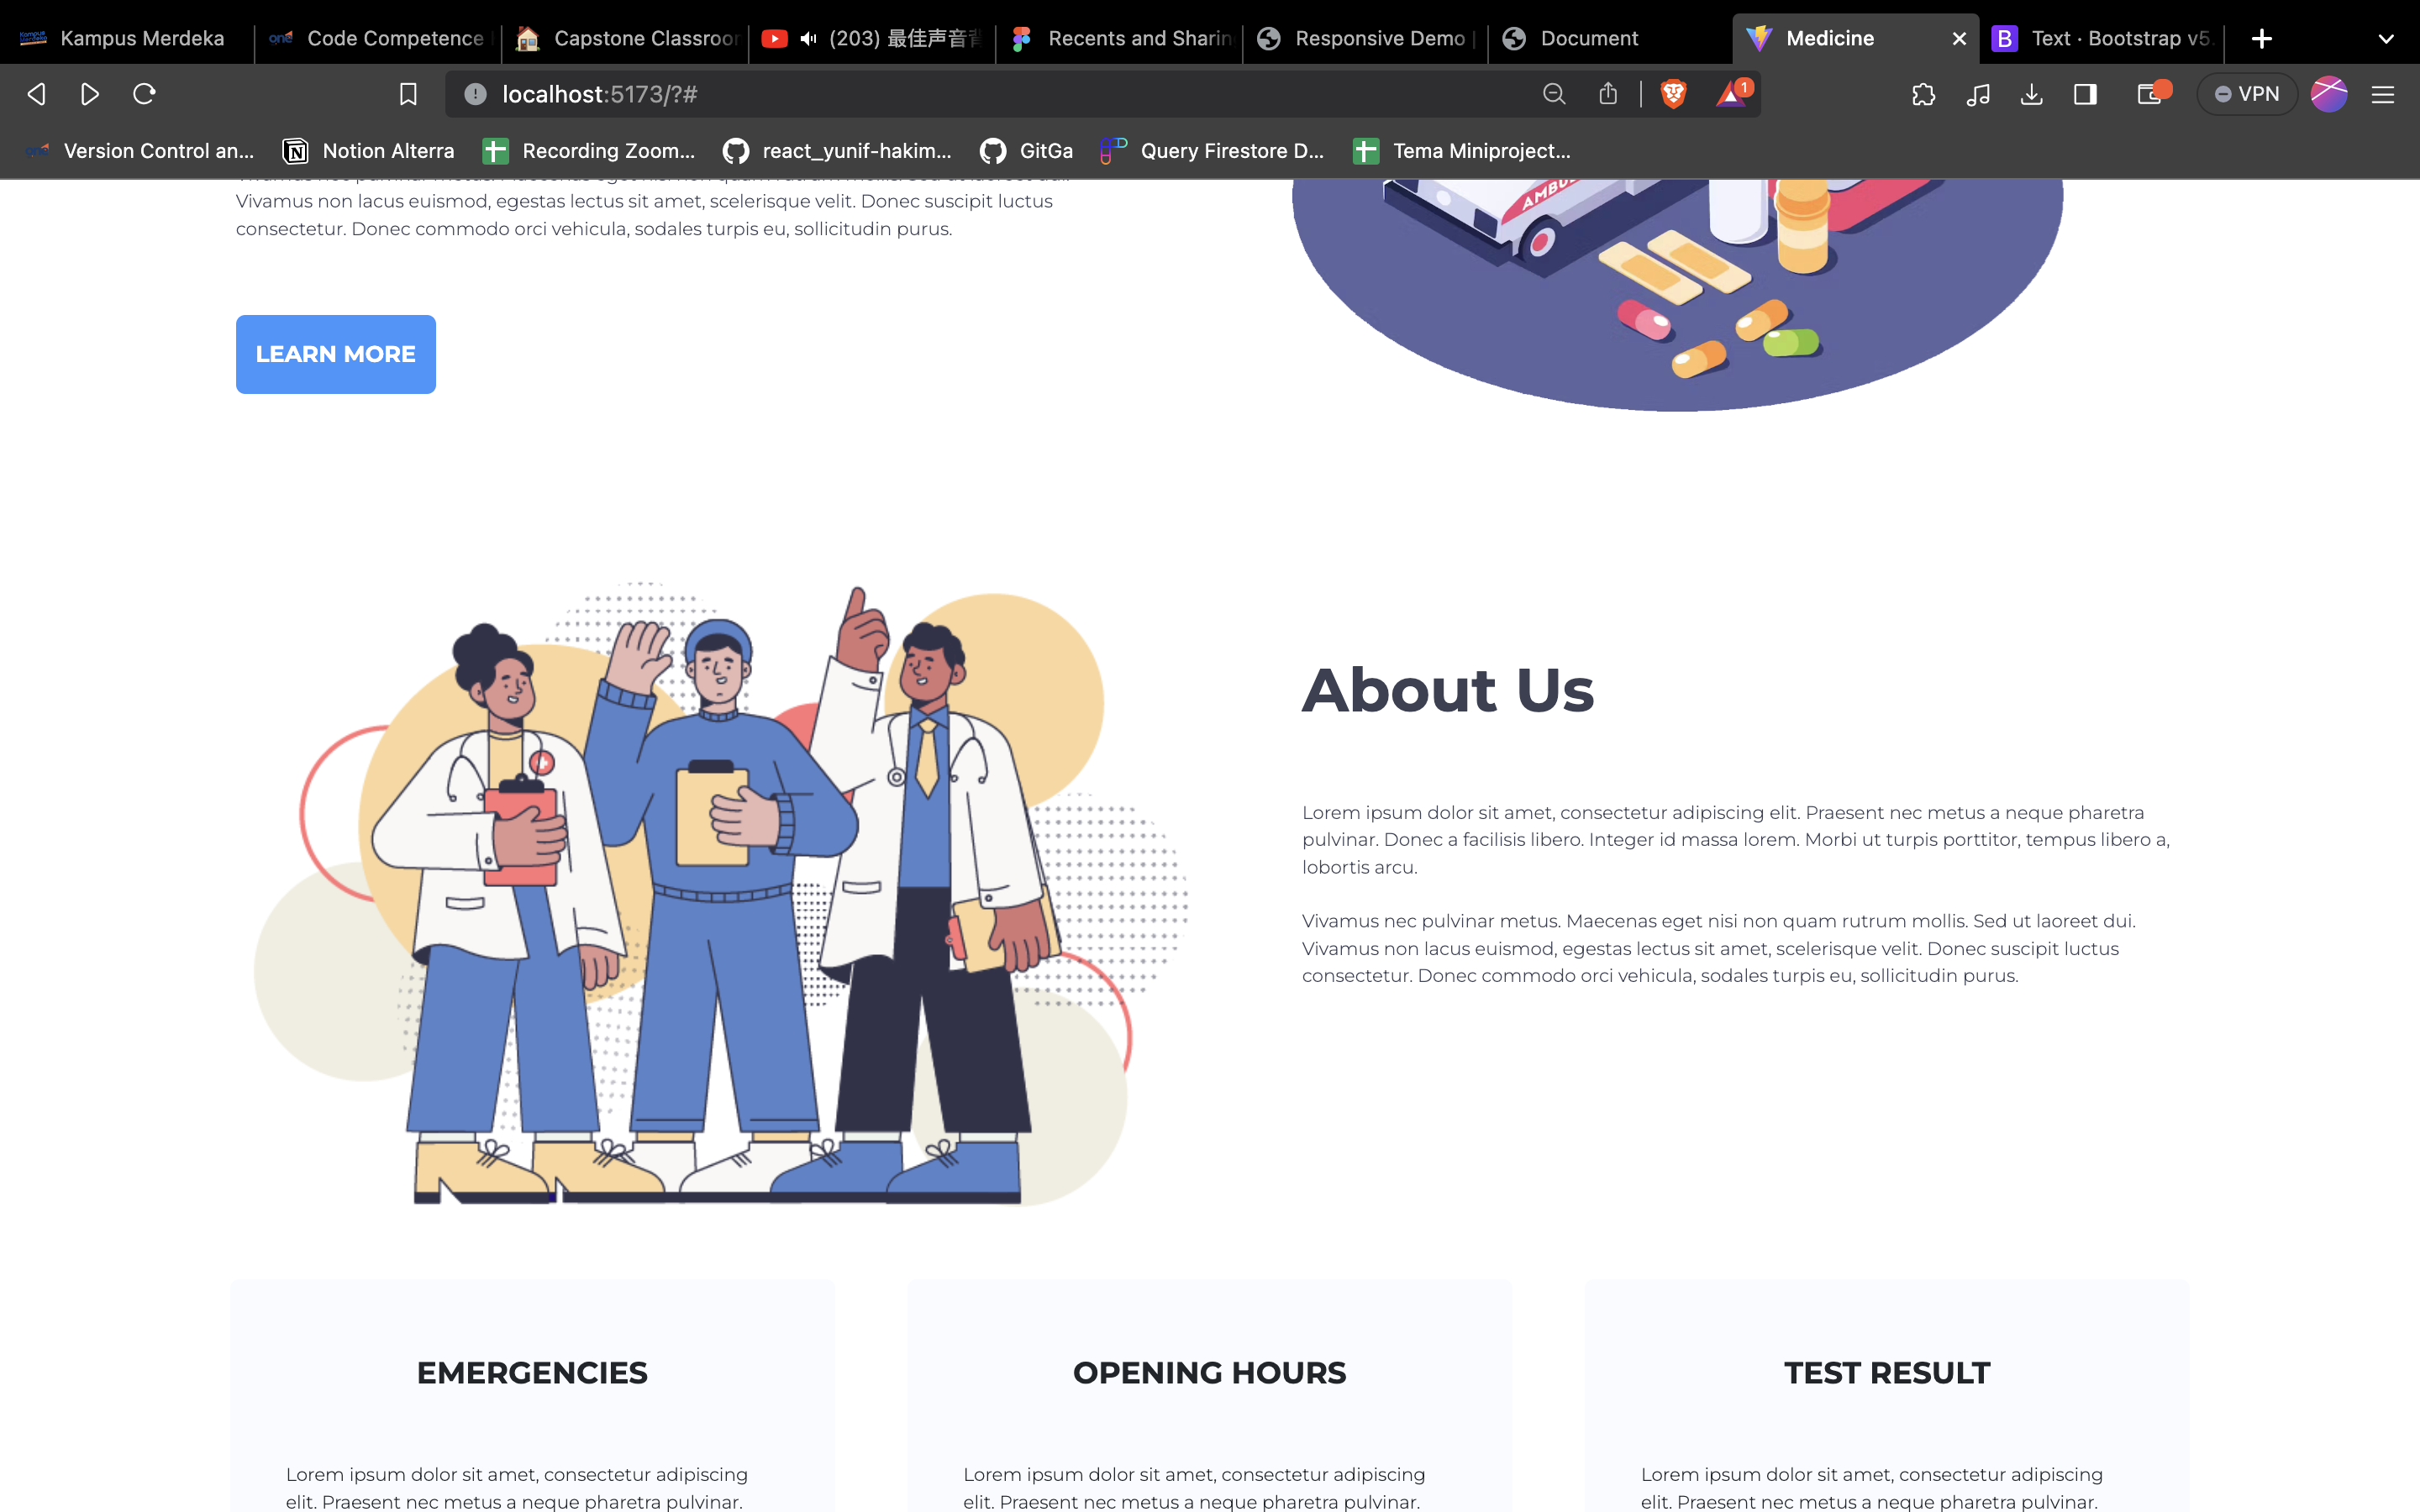 Kampus Merdeka
Code Competence
Capstone Classroor
(203) 最佳声音
Recents and Sharin
Responsive Demo
Document
Medicine
Text · Bootstrap v5.
localhost:5173/?#
1
VPN
Version Control an...
Notion Alterra
Recording Zoom...
react_yunif-hakim...
GitGa
Query Firestore D...
Tema Miniproject...
Vivamus non lacus euismod, egestas lectus sit amet, scelerisque velit. Donec suscipit luctus
consectetur. Donec commodo orci vehicula, sodales turpis eu, sollicitudin purus.
AMBU
LEARN MORE
About Us
Lorem ipsum dolor sit amet, consectetur adipiscing elit. Praesent nec metus a neque pharetra
pulvinar. Donec a facilisis libero. Integer id massa lorem. Morbi ut turpis porttitor, tempus libero a,
lobortis arcu.
Vivamus nec pulvinar metus. Maecenas eget nisi non quam rutrum mollis. Sed ut laoreet dui.
Vivamus non lacus euismod, egestas lectus sit amet, scelerisque velit. Donec suscipit luctus
consectetur. Donec commodo orci vehicula, sodales turpis eu, sollicitudin purus.
EMERGENCIES
Lorem ipsum dolor sit amet, consectetur adipiscing
elit. Praesent nec metus a neque pharetra pulvinar.
OPENING HOURS
Lorem ipsum dolor sit amet, consectetur adipiscing
elit. Praesent nec metus a neque pharetra pulvinar.
TEST RESULT
Lorem ipsum dolor sit amet, consectetur adipiscing
elit. Praesent nec metus a neque pharetra pulvinar.